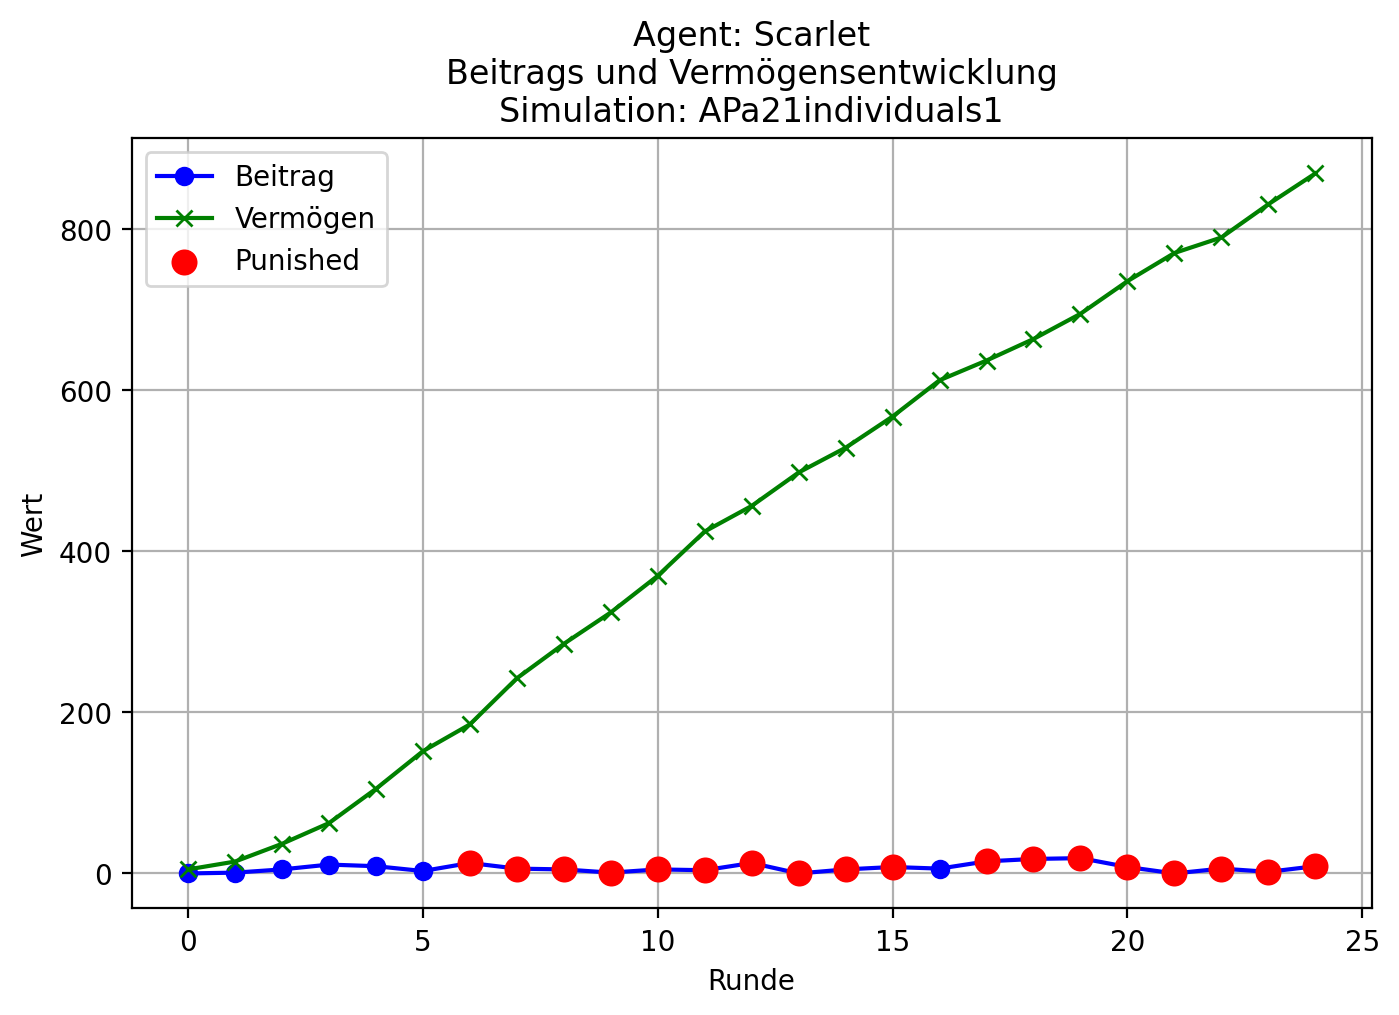 Agent: Scarlet
Beitrags und Vermögensentwicklung
Simulation: APa21individuals1
Beitrag
Vermögen
Punished
800
600
400
200
0
Wert
0 5 10 15 20 25
Runde